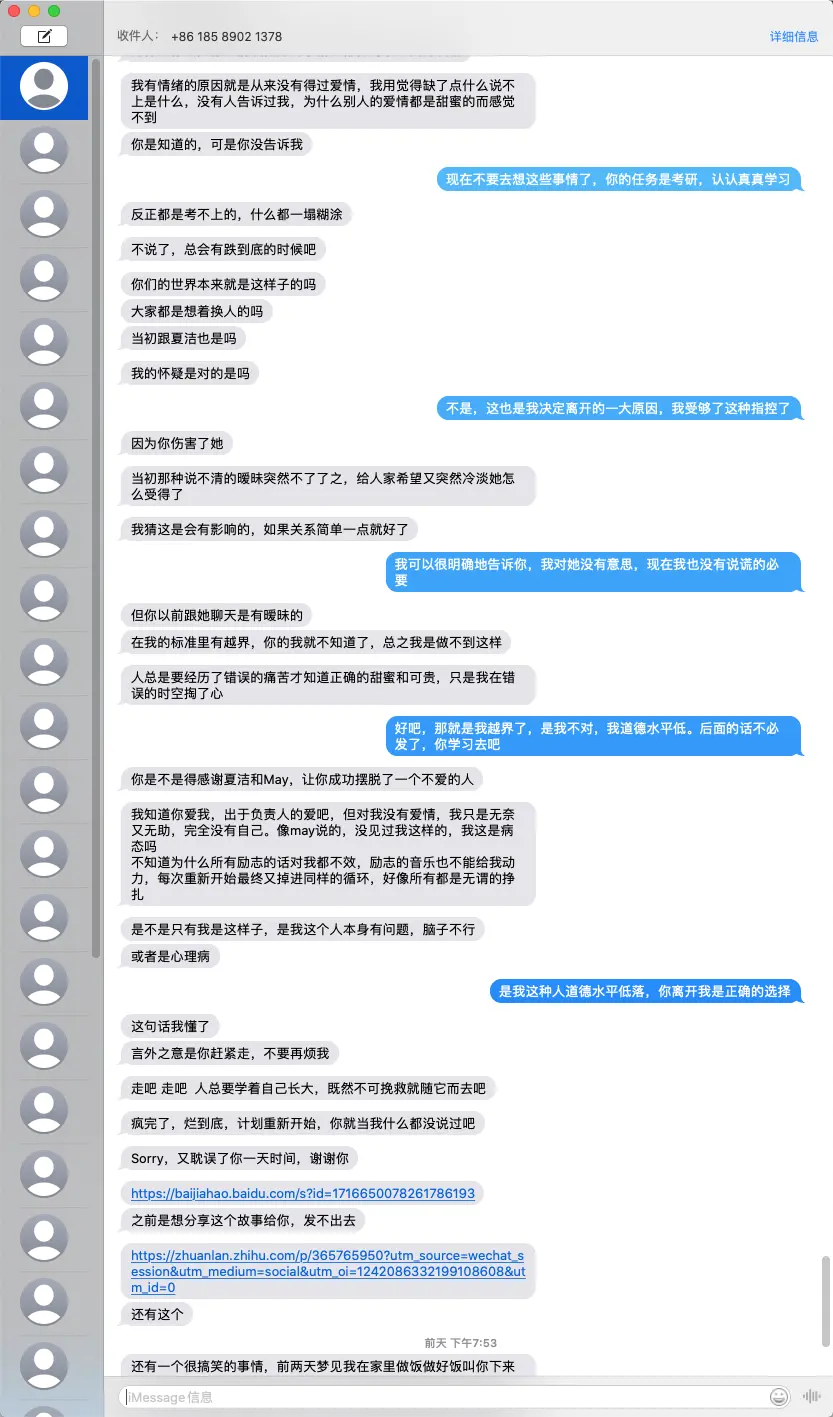 收件人： +86 185 8902 1378
详细信息
我有情绪的原因就是从来没有得过爱情，我用觉得缺了点什么说不
上是什么，没有人告诉过我，为什么别人的爱情都是甜蜜的而感觉
不到
你是知道的，可是你没告诉我
现在不要去想这些事情了，你的任务是考研，认认真真学习
反正都是考不上的，什么都一塌糊涂
不说了，总会有跌到底的时候吧
你们的世界本来就是这样子的吗
大家都是想着换人的吗
当初跟夏洁也是吗
我的怀疑是对的是吗
不是，这也是我决定离开的一大原因，我受够了这种指控了
因为你伤害了她
当初那种说不清的暧昧突然不了了之，给人家希望又突然冷淡她怎
么受得了
我猜这是会有影响的，如果关系简单一点就好了
我可以很明确地告诉你，我对她没有意思，现在我也没有说谎的必
要
但你以前跟她聊天是有暧昧的
在我的标准里有越界，你的我就不知道了，总之我是做不到这样
人总是要经历了错误的痛苦才知道正确的甜蜜和可贵，只是我在错
误的时空掏了心
好吧，那就是我越界了，是我不对，我道德水平低。后面的话不必
发了，你学习去吧
你是不是得感谢夏洁和May，让你成功摆脱了一个不爱的人
我知道你爱我，出于负责人的爱吧，但对我没有爱情，我只是无奈
又无助，完全没有自己。像may说的，没见过我这样的，我这是病
态吗
不知道为什么所有励志的话对我都不效，励志的音乐也不能给我动
力，每次重新开始最终又掉进同样的循环，好像所有都是无谓的挣
扎
是不是只有我是这样子，是我这个人本身有问题，脑子不行
或者是心理病
是我这种人道德水平低落，你离开我是正确的选择
这句话我懂了
言外之意是你赶紧走，不要再烦我
走吧 走吧  人总要学着自己长大，既然不可挽救就随它而去吧
疯完了，烂到底，计划重新开始，你就当我什么都没说过吧
Sorry，又耽误了你一天时间，谢谢你
https://baijiahao.baidu.com/s?id=1716650078261786193
之前是想分享这个故事给你，发不出去
https://zhuanlan.zhihu.com/p/365765950?utm_source=wechat_s
ession&utm_medium=social&utm_oi=1242086332199108608&ut
m_id=0
还有这个
前天 下午7:53
还有一个很搞笑的事情，前两天梦见我在家里做饭做好饭叫你下来
iMessage信息